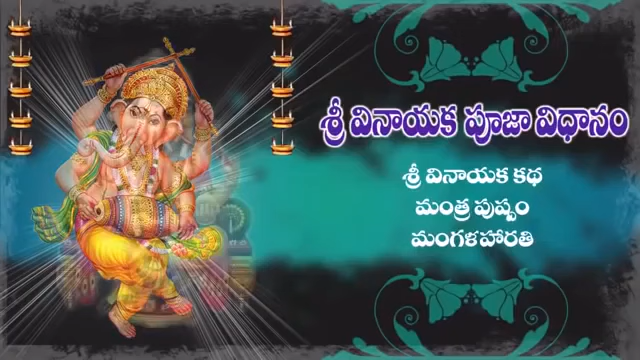 శ్రీ వినాయక పూజా విధానం
శ్రీ వినాయక కథ
మంత్ర పుష్పం
మంగళహారతి